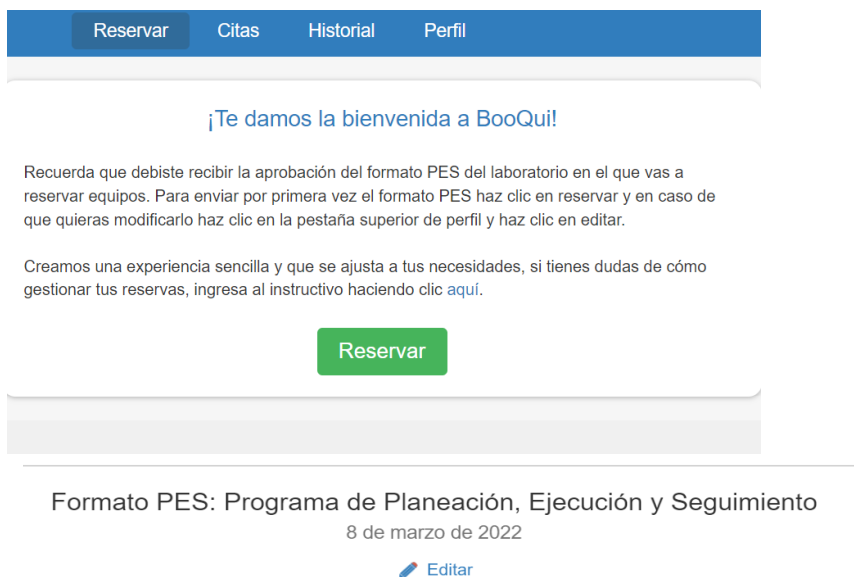 Reservar Citas Historial Perfil
¡Te damos la bienvenida a BooQui!
Recuerda que debiste recibir la aprobación del formato PES del laboratorio en el que vas a
reservar equipos. Para enviar por primera vez el formato PES haz clic en reservar y en caso de
que quieras modificarlo haz clic en la pestaña superior de perfil y haz clic en editar.
Creamos una experiencia sencilla y que se ajusta a tus necesidades, si tienes dudas de cómo
gestionar tus reservas, ingresa al instructivo haciendo clic aquí.
Reservar
Formato PES: Programa de Planeación, Ejecución y Seguimiento
8 de marzo de 2022
Editar